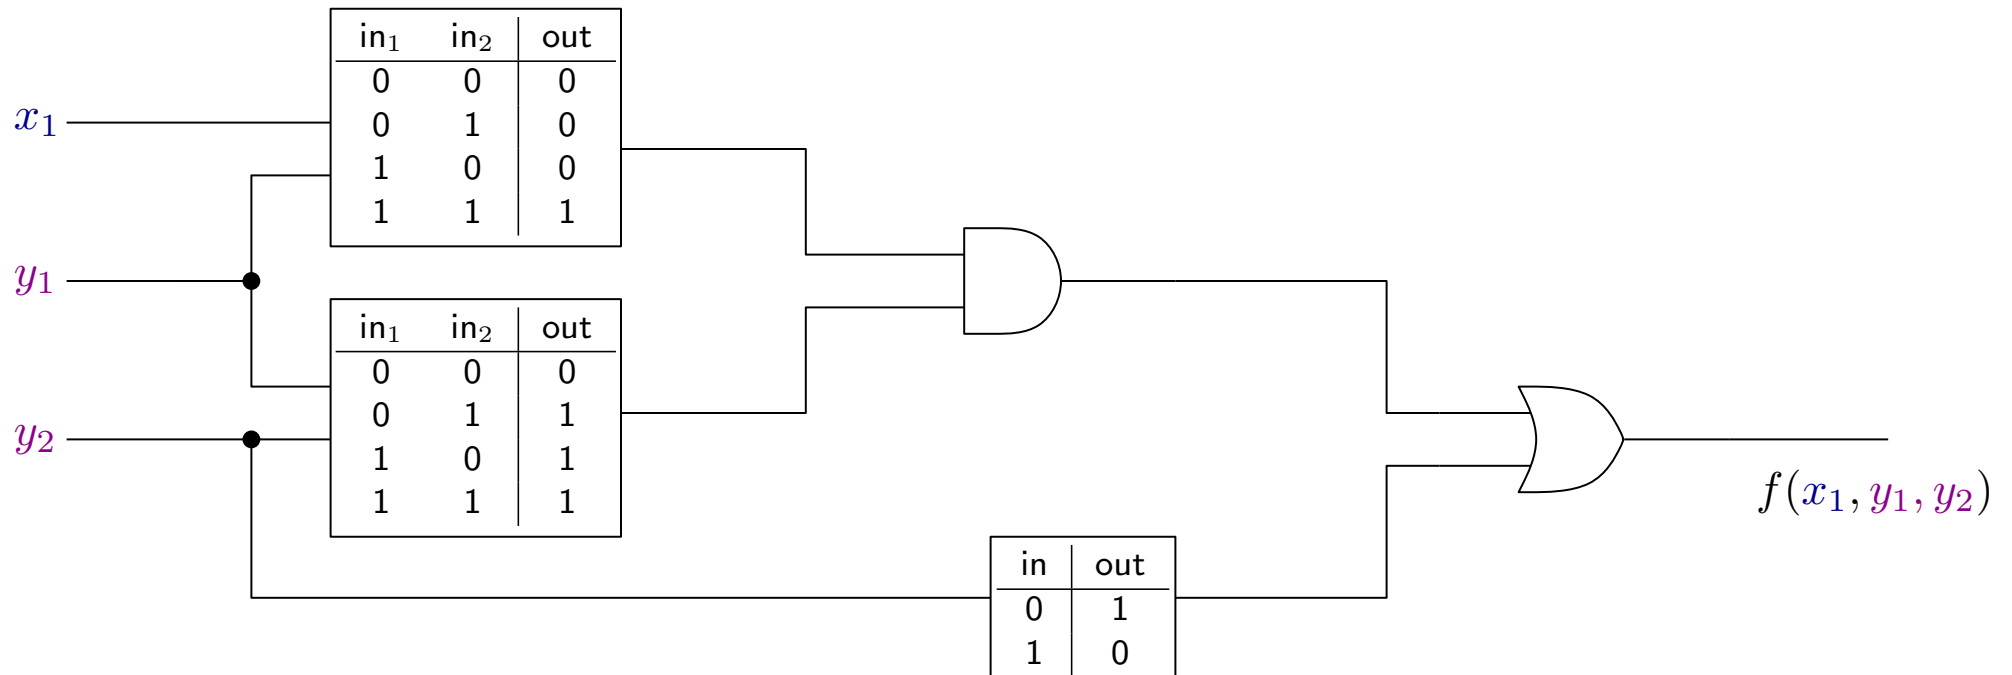 in₁ in₂ out
0 0 0
0 1 0
1 0 0
1 1 1
x₁
y₁
in₁ in₂ out
0 0 0
0 1 1
1 0 1
1 1 1
y₂
f(x₁, y₁, y₂)
in out
0 1
1 0